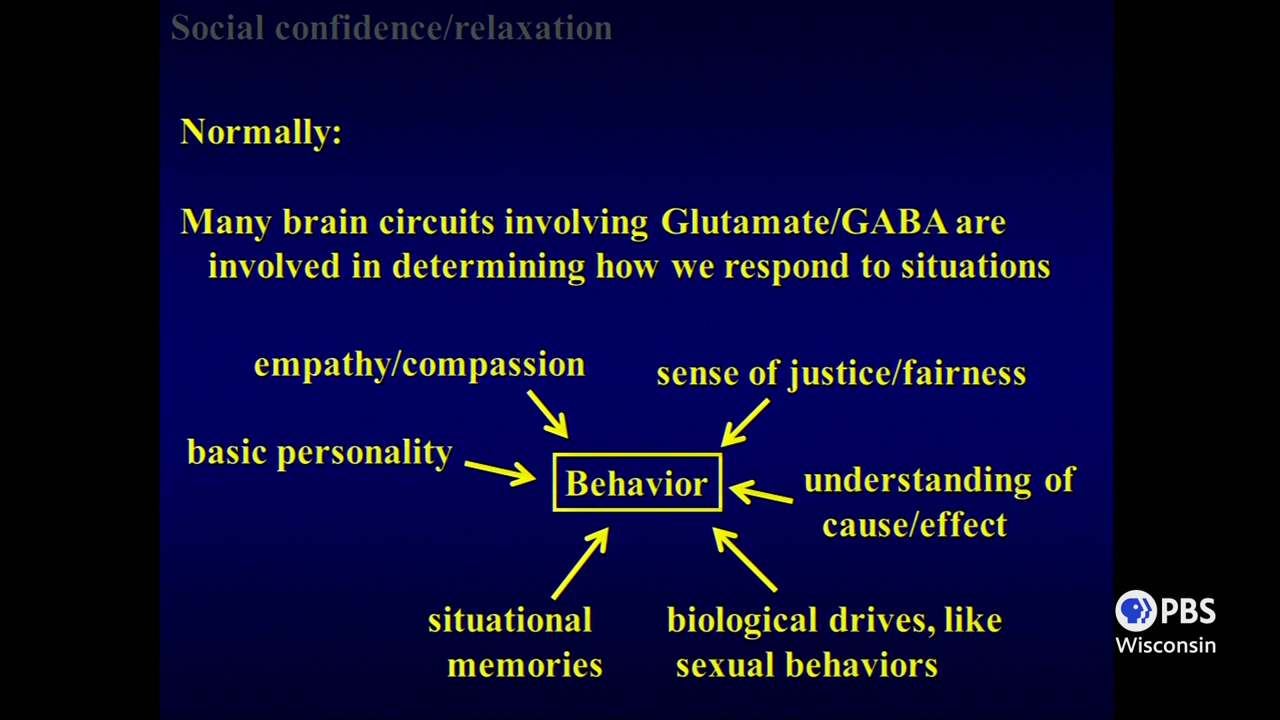 Social confidence/relaxation
Normally:
Many brain circuits involving Glutamate/GABA are
involved in determining how we respond to situations
empathy/compassion
sense of justice/fairness
basic personality
Behavior
understanding of
cause/effect
situational
memories
biological drives, like
sexual behaviors
PBS
Wisconsin